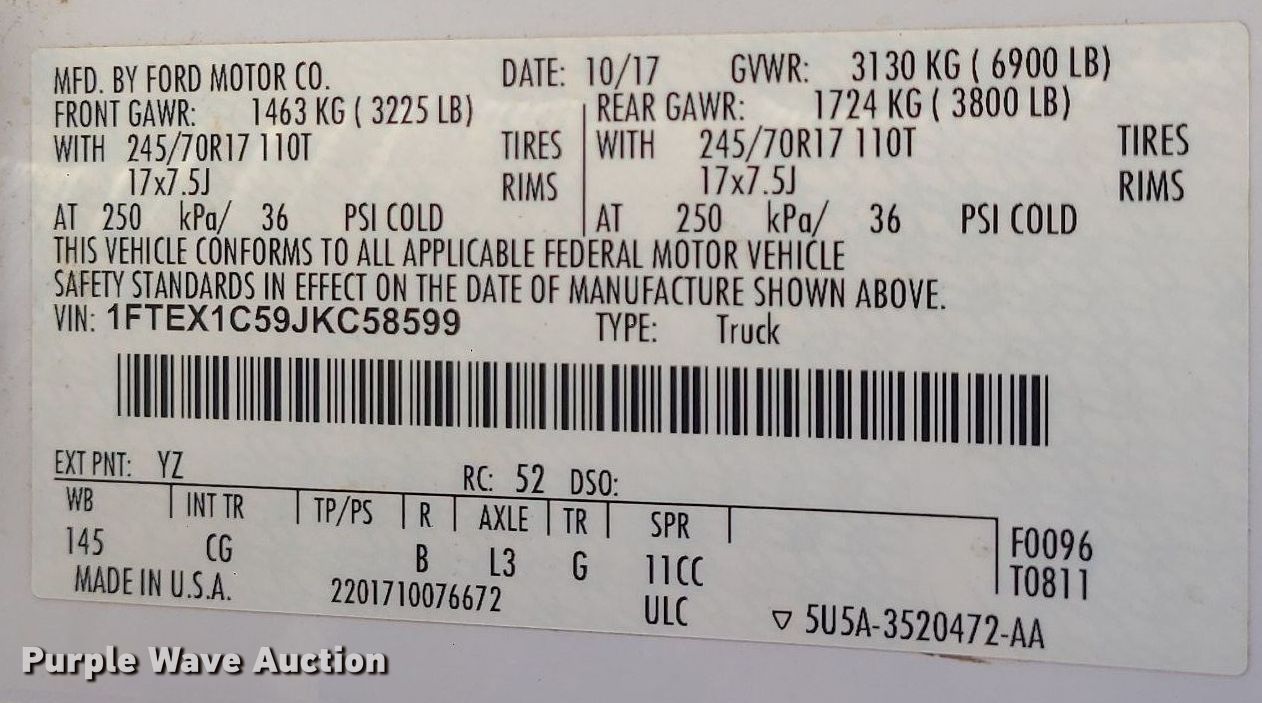 MFD. BY FORD MOTOR CO. DATE: 10/17 GVWR: 3130 KG ( 6900 LB)
FRONT GAWR: 1463 KG ( 3225 LB) REAR GAWR: 1724 KG ( 3800 LB)
WITH 245/70R17 110T TIRES WITH 245/70R17 110T TIRES
17x7.5J RIMS 17x7.5J RIMS
AT 250 kPa/ 36 PSI COLD AT 250 kPa/ 36 PSI COLD
THIS VEHICLE CONFORMS TO ALL APPLICABLE FEDERAL MOTOR VEHICLE
SAFETY STANDARDS IN EFFECT ON THE DATE OF MANUFACTURE SHOWN ABOVE.
VIN: 1FTEX1C59JKC58599 TYPE: Truck
EXT PNT: YZ RC: 52 DSO:
WB INT TR TP/PS R AXLE TR SPR F0096
145 CG B L3 G 11CC T0811
MADE IN U.S.A. 2201710076672 ULC ▽ 5U5A-3520472-AA
Purple Wave Auction